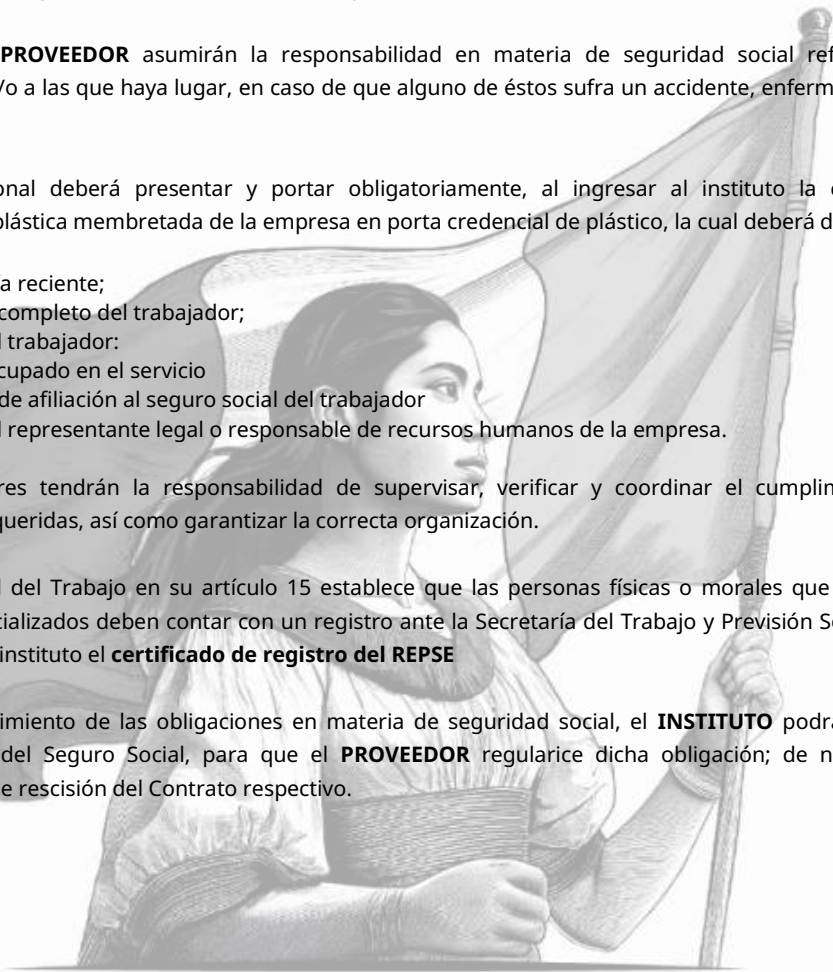 PROVEEDOR asumirán la responsabilidad en materia de seguridad social ref
/o a las que haya lugar, en caso de que alguno de éstos sufra un accidente, enferm
onal deberá presentar y portar obligatoriamente, al ingresar al instituto la
plástica membretada de la empresa en porta credencial de plástico, la cual deberá d
a reciente;
completo del trabajador;
l trabajador:
cupado en el servicio
de afiliación al seguro social del trabajador
l representante legal o responsable de recursos humanos de la empresa.
res tendrán la responsabilidad de supervisar, verificar y coordinar el cumplin
queridas, así como garantizar la correcta organización.
l del Trabajo en su artículo 15 establece que las personas físicas o morales que
cializados deben contar con un registro ante la Secretaría del Trabajo y Previsión S
instituto el certificado de registro del REPSE
imiento de las obligaciones en materia de seguridad social, el INSTITUTO podr
del Seguro Social, para que el PROVEEDOR regularice dicha obligación; de n
e rescisión del Contrato respectivo.